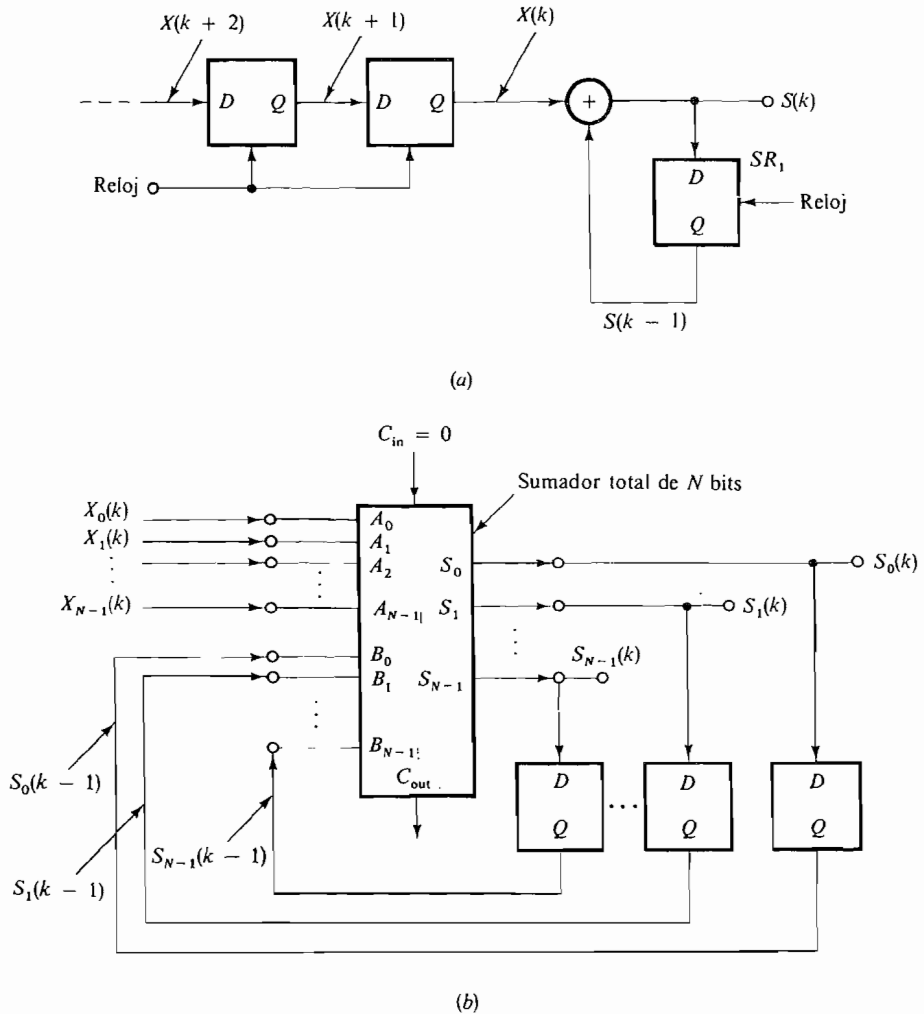 X(k + 2)
X(k + 1)
X(k)
D Q
D Q
+
S(k)
SR₁
D
Q
Reloj
Reloj
S(k − 1)
(a)
C_in = 0
Sumador total de N bits
X₀(k)
X₁(k)
X_{N−1}(k)
A₀
A₁
A₂
A_{N−1}
B₀
B₁
B_{N−1}
S₀
S₁
S_{N−1}
C_out
S₀(k)
S₁(k)
S_{N−1}(k)
D
Q
D
Q
D
Q
S₀(k − 1)
S₁(k − 1)
S_{N−1}(k − 1)
(b)